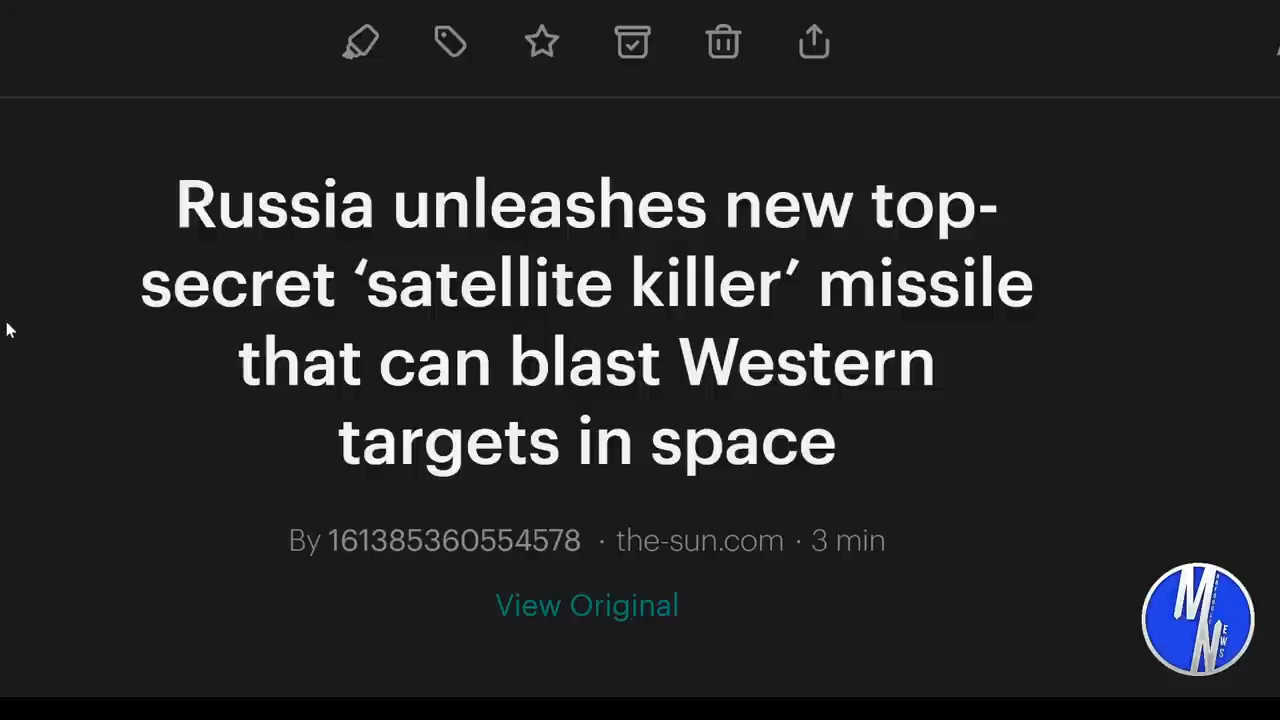 Russia unleashes new top-
secret ‘satellite killer’ missile
that can blast Western
targets in space
By 161385360554578 · the-sun.com · 3 min
View Original
M
N
EWS